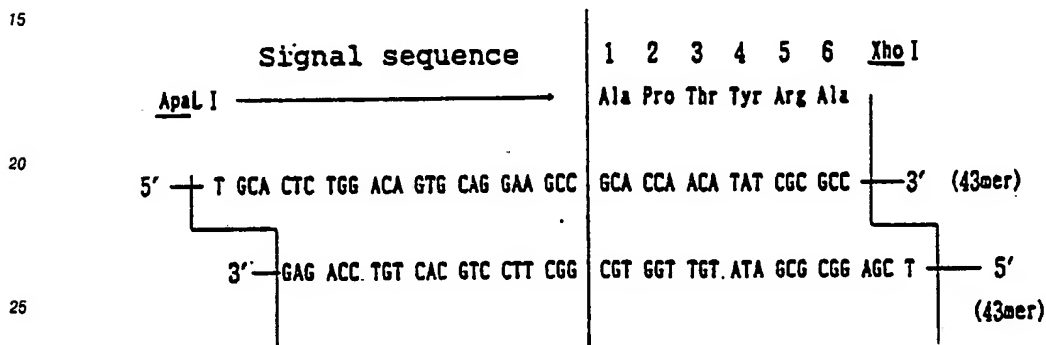 15
Signal sequence 1 2 3 4 5 6 Xho I
ApaL I Ala Pro Thr Tyr Arg Ala
20
5′ T GCA CTC TGG ACA GTG CAG GAA GCC GCA CCA ACA TAT CGC GCC 3′ (43mer)
3′ GAG ACC TGT CAC GTC CTT CGG CGT GGT TGT ATA GCG CGG AGC T 5′
25
(43mer)